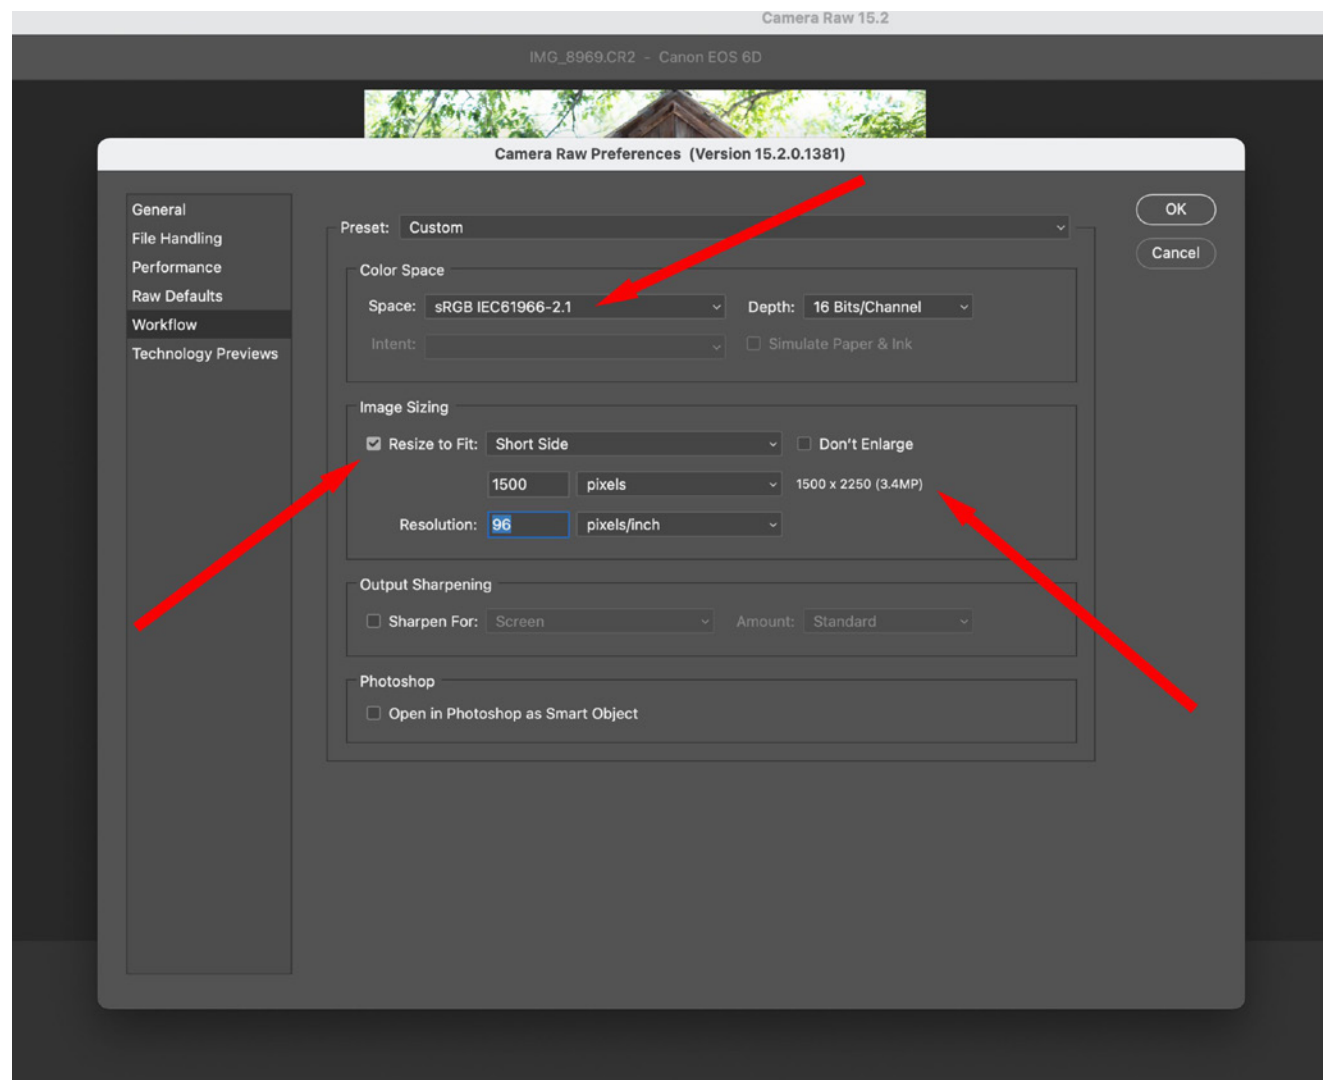 Camera Raw 15.2
IMG_8969.CR2 - Canon EOS 6D
Camera Raw Preferences (Version 15.2.0.1381)
General
File Handling
Performance
Raw Defaults
Workflow
Technology Previews
Preset: Custom
Color Space
Space: sRGB IEC61966-2.1 Depth: 16 Bits/Channel
Intent: Simulate Paper & Ink
Image Sizing
Resize to Fit: Short Side Don't Enlarge
1500 pixels 1500 x 2250 (3.4MP)
Resolution: 96 pixels/inch
Output Sharpening
Sharpen For: Screen Amount: Standard
Photoshop
Open in Photoshop as Smart Object
OK
Cancel